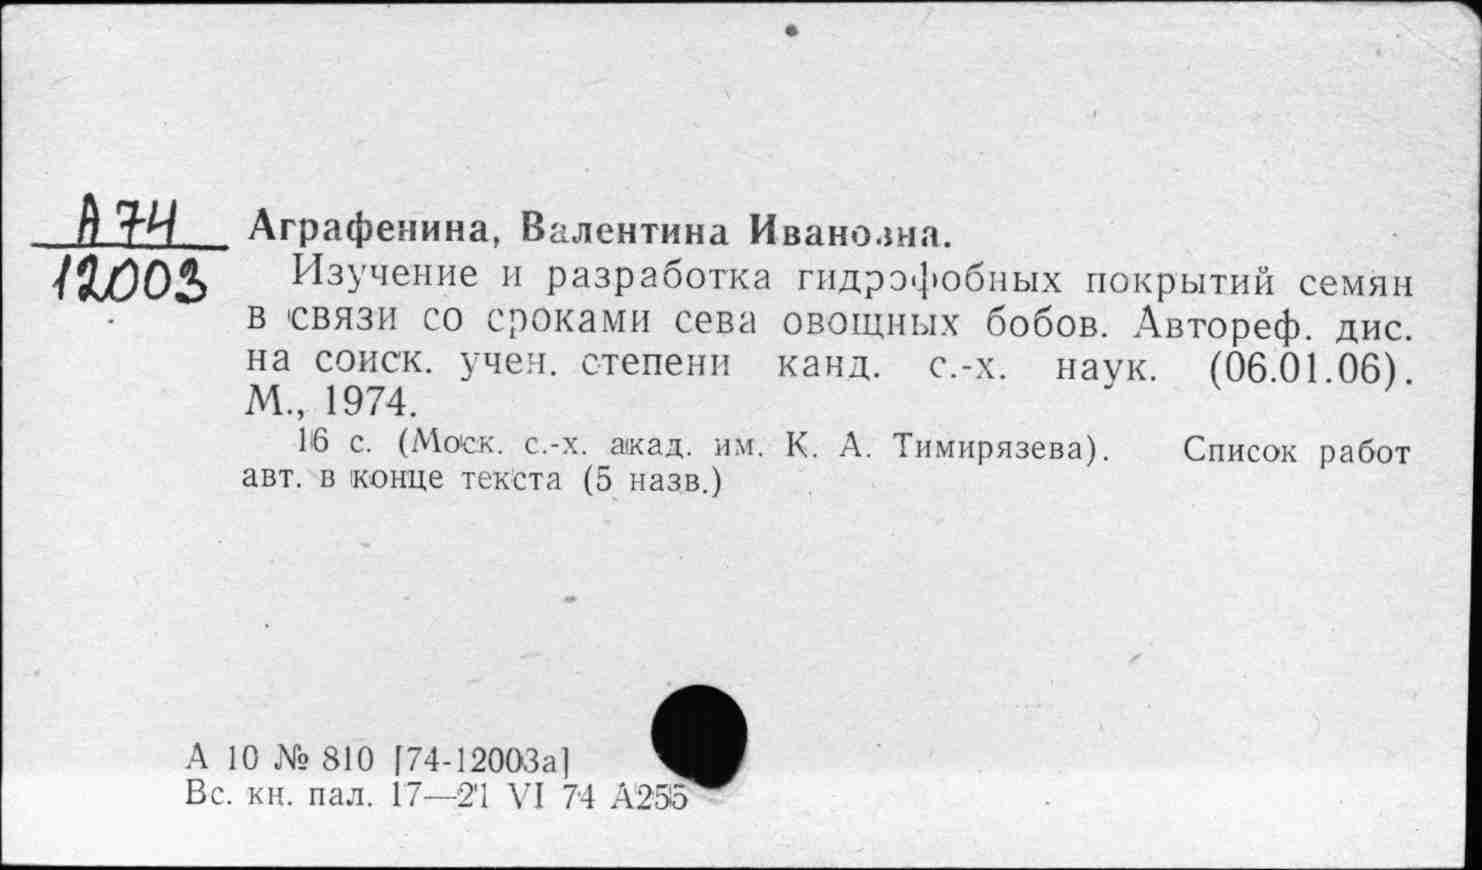 А74
12003
Аграфенина, Валентина Ивановна.
Изучение и разработка гидрофобных покрытий семян
в связи со сроками сева овощных бобов. Автореф. дис.
на соиск. учен. степени канд. с.-х. наук. (06.01.06).
М., 1974.
16 с. (Моск. с.-х. акад. им. К. А. Тимирязева). Список работ
авт. в конце текста (5 назв.)
А 10 № 810 [74-12003а]
Вс. кн. пал. 17—21 VI 74 А255